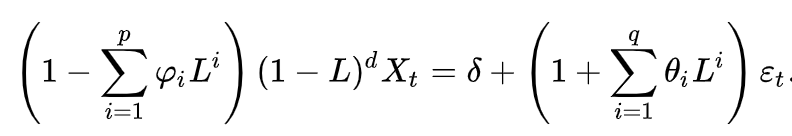 $$\left(1 - \sum_{i=1}^{p} \varphi_i L^i\right) (1 - L)^d X_t = \delta + \left(1 + \sum_{i=1}^{q} \theta_i L^i\right) \varepsilon_t.$$